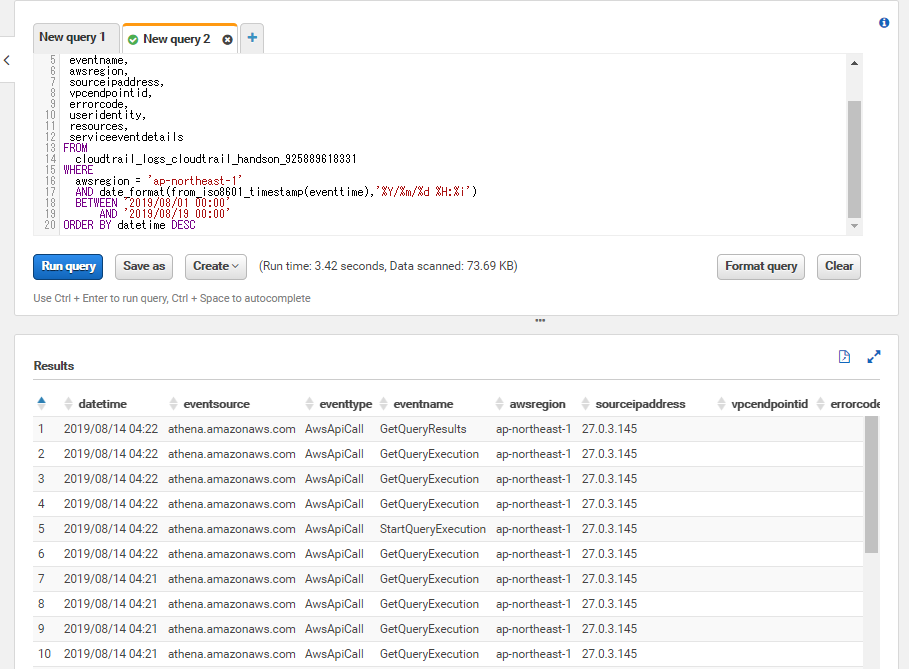 New query 1
New query 2
5 eventname,
6 awsregion,
7 sourceipaddress,
8 vpcendpointid,
9 errorcode,
10 useridentity,
11 resources,
12 serviceeventdetails
13 FROM
14 cloudtrail_logs_cloudtrail_handson_925889618331
15 WHERE
16 awsregion = 'ap-northeast-1'
17 AND date_format(from_iso8601_timestamp(eventtime),'%Y/%m/%d %H:%i')
18 BETWEEN '2019/08/01 00:00'
19 AND '2019/08/19 00:00'
20 ORDER BY datetime DESC
Run query Save as Create (Run time: 3.42 seconds, Data scanned: 73.69 KB) Format query Clear
Use Ctrl + Enter to run query, Ctrl + Space to autocomplete
Results
datetime eventsource eventtype eventname awsregion sourceipaddress vpcendpointid errorcode
1 2019/08/14 04:22 athena.amazonaws.com AwsApiCall GetQueryResults ap-northeast-1 27.0.3.145
2 2019/08/14 04:22 athena.amazonaws.com AwsApiCall GetQueryExecution ap-northeast-1 27.0.3.145
3 2019/08/14 04:22 athena.amazonaws.com AwsApiCall GetQueryExecution ap-northeast-1 27.0.3.145
4 2019/08/14 04:22 athena.amazonaws.com AwsApiCall GetQueryExecution ap-northeast-1 27.0.3.145
5 2019/08/14 04:22 athena.amazonaws.com AwsApiCall StartQueryExecution ap-northeast-1 27.0.3.145
6 2019/08/14 04:22 athena.amazonaws.com AwsApiCall GetQueryExecution ap-northeast-1 27.0.3.145
7 2019/08/14 04:21 athena.amazonaws.com AwsApiCall GetQueryExecution ap-northeast-1 27.0.3.145
8 2019/08/14 04:21 athena.amazonaws.com AwsApiCall GetQueryExecution ap-northeast-1 27.0.3.145
9 2019/08/14 04:21 athena.amazonaws.com AwsApiCall GetQueryExecution ap-northeast-1 27.0.3.145
10 2019/08/14 04:21 athena.amazonaws.com AwsApiCall GetQueryExecution ap-northeast-1 27.0.3.145